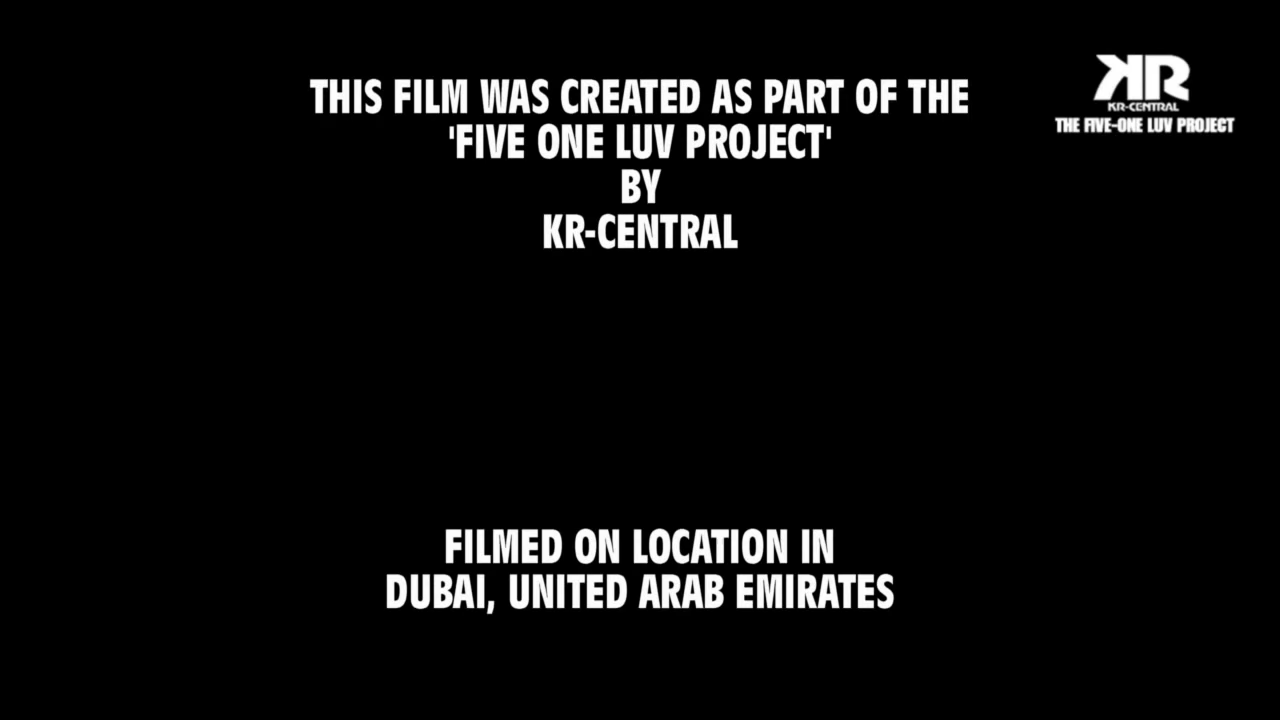 THIS FILM WAS CREATED AS PART OF THE
'FIVE ONE LUV PROJECT'
BY
KR-CENTRAL
KR
KR-CENTRAL
THE FIVE-ONE LUV PROJECT
FILMED ON LOCATION IN
DUBAI, UNITED ARAB EMIRATES